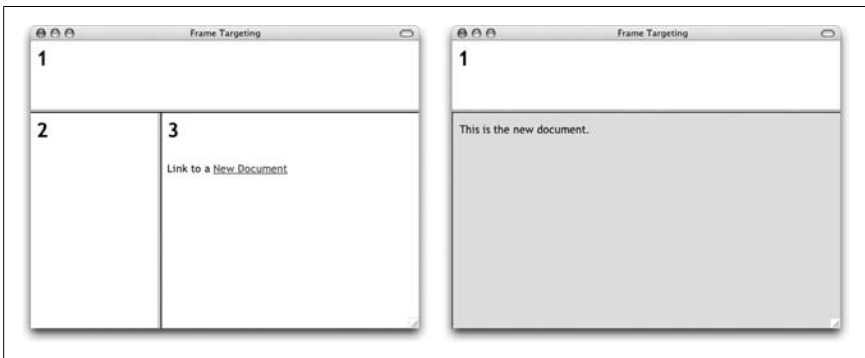 Frame Targeting
1
2
3
Link to a New Document
Frame Targeting
1
This is the new document.